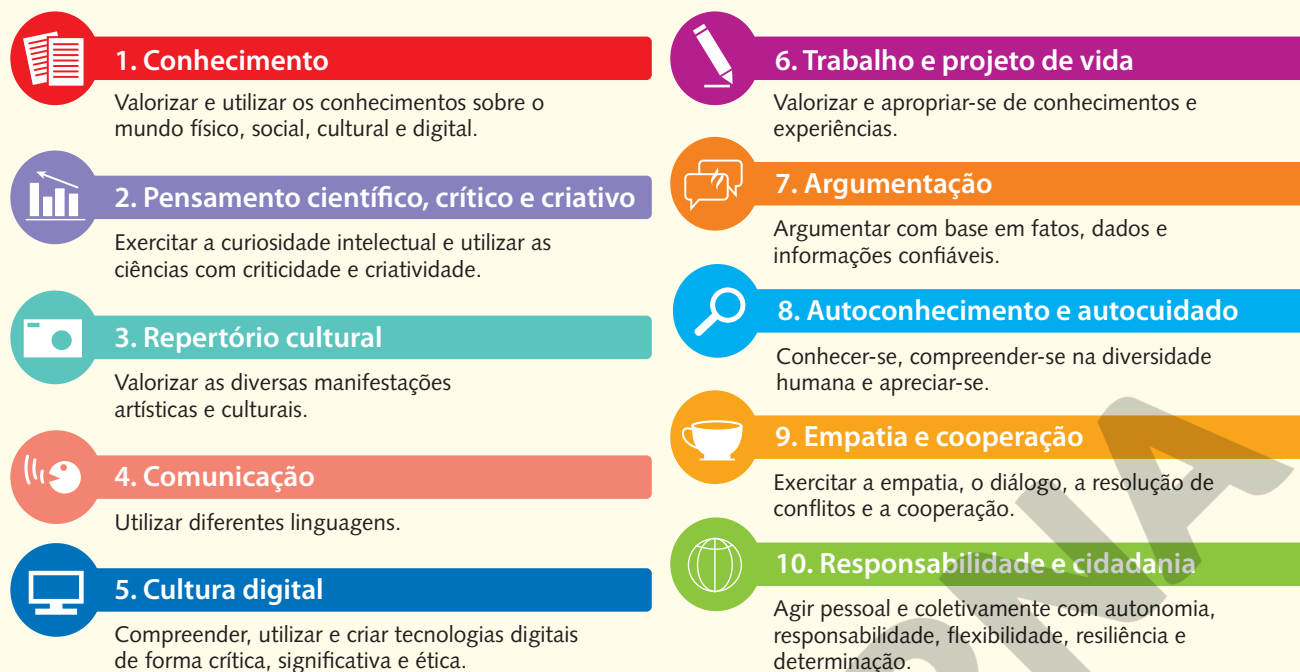 1. Conhecimento
Valorizar e utilizar os conhecimentos sobre o
mundo físico, social, cultural e digital.
2. Pensamento científico, crítico e criativo
Exercitar a curiosidade intelectual e utilizar as
ciências com criticidade e criatividade.
3. Repertório cultural
Valorizar as diversas manifestações
artísticas e culturais.
4. Comunicação
Utilizar diferentes linguagens.
5. Cultura digital
Compreender, utilizar e criar tecnologias digitais
de forma crítica, significativa e ética.
6. Trabalho e projeto de vida
Valorizar e apropriar-se de conhecimentos e
experiências.
7. Argumentação
Argumentar com base em fatos, dados e
informações confiáveis.
8. Autoconhecimento e autocuidado
Conhecer-se, compreender-se na diversidade
humana e apreciar-se.
9. Empatia e cooperação
Exercitar a empatia, o diálogo, a resolução de
conflitos e a cooperação.
10. Responsabilidade e cidadania
Agir pessoal e coletivamente com autonomia,
responsabilidade, flexibilidade, resiliência e
determinação.